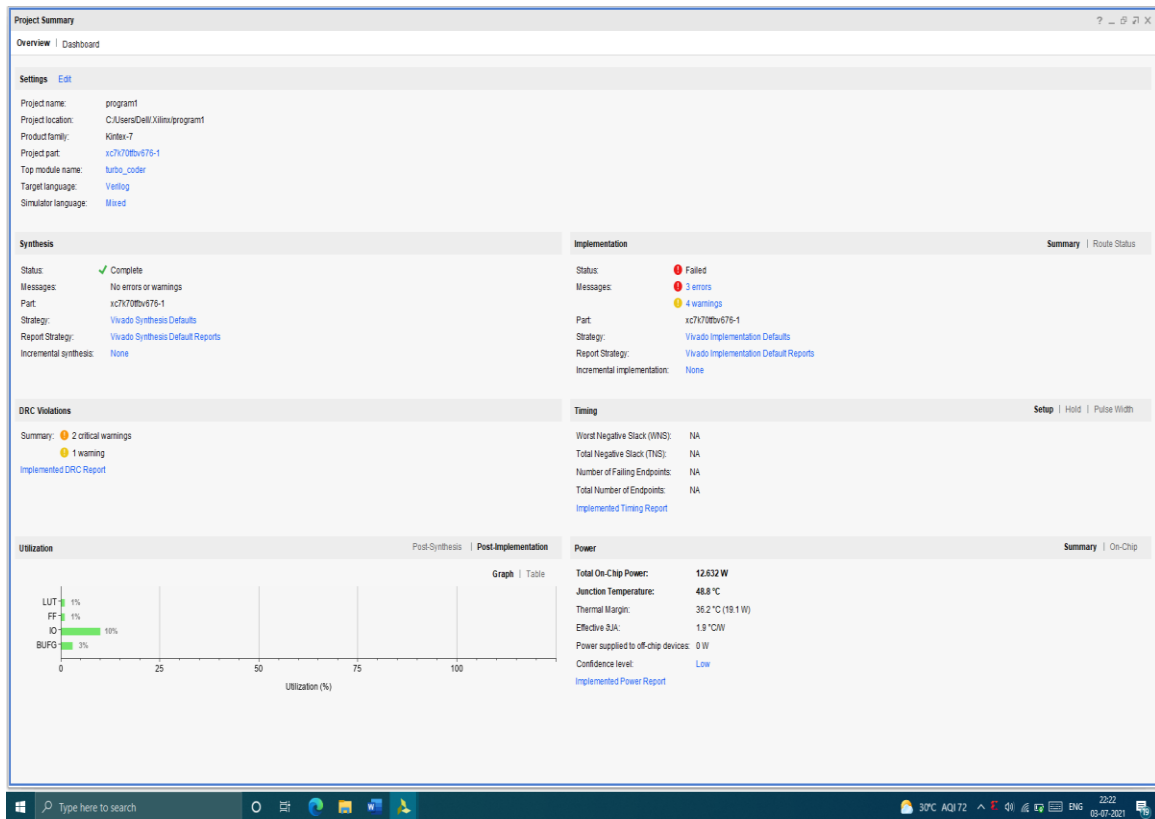 Project Summary
? _ X
Overview | Dashboard
Settings Edit
Project name: program1
Project location: C:/Users/Dell/.Xilinx/program1
Product family: Kintex-7
Project part: xc7k70tfbv676-1
Top module name: turbo_coder
Target language: Verilog
Simulator language: Mixed
Synthesis
Status: Complete
Messages: No errors or warnings
Part: xc7k70tfbv676-1
Strategy: Vivado Synthesis Defaults
Report Strategy: Vivado Synthesis Default Reports
Incremental synthesis: None
Implementation Summary | Route Status
Status: Failed
Messages: 3 errors
4 warnings
Part: xc7k70tfbv676-1
Strategy: Vivado Implementation Defaults
Report Strategy: Vivado Implementation Default Reports
Incremental implementation: None
DRC Violations
Summary: 2 critical warnings
1 warning
Implemented DRC Report
Timing Setup | Hold | Pulse Width
Worst Negative Slack (WNS): NA
Total Negative Slack (TNS): NA
Number of Failing Endpoints: NA
Total Number of Endpoints: NA
Implemented Timing Report
Utilization Post-Synthesis | Post-Implementation
Graph | Table
LUT 1%
FF 1%
IO 10%
BUFG 3%
0 25 50 75 100
Utilization (%)
Power Summary | On-Chip
Total On-Chip Power: 12.632 W
Junction Temperature: 48.8 °C
Thermal Margin: 36.2 °C (19.1 W)
Effective ϑJA: 1.9 °C/W
Power supplied to off-chip devices: 0 W
Confidence level: Low
Implemented Power Report
Type here to search
30°C AQI 72 ENG 22:22
03-07-2021